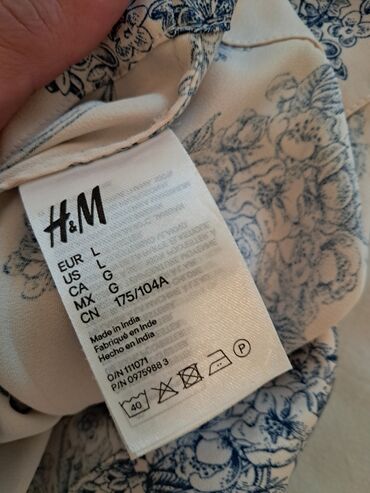 H&M
EUR L
US L
CA G
MX G
CN 175/104A
Made in India
Fabriqué en Inde
Hecho en India
O/N 111071
P/N 0975988 3
40
P